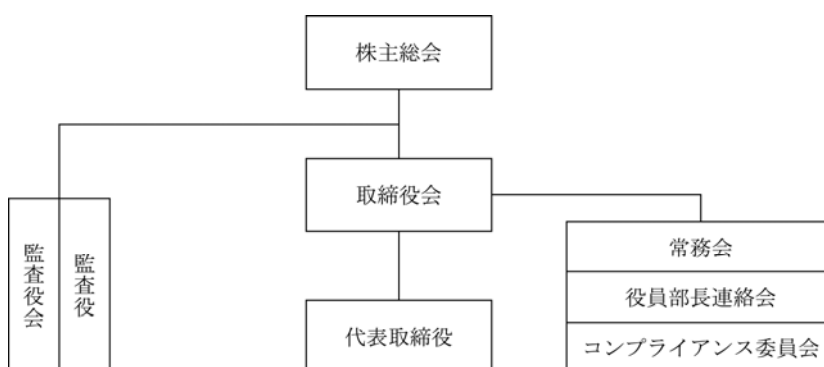 株主総会
取締役会
監査役会
監査役
常務会
役員部長連絡会
代表取締役
コンプライアンス委員会